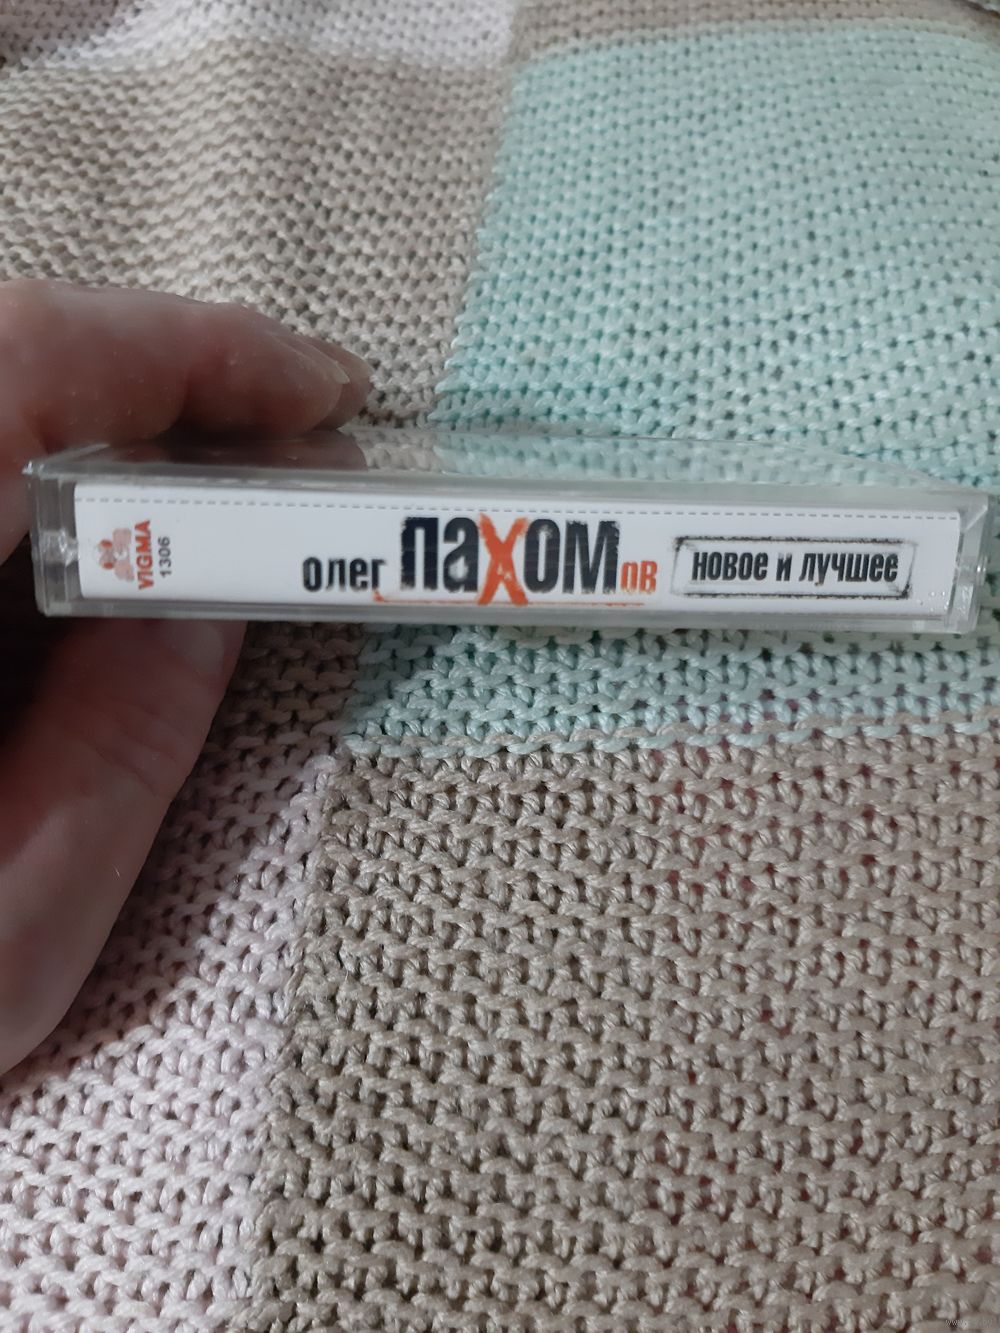 VIGMA
1306
олег паХомов
новое и лучшее